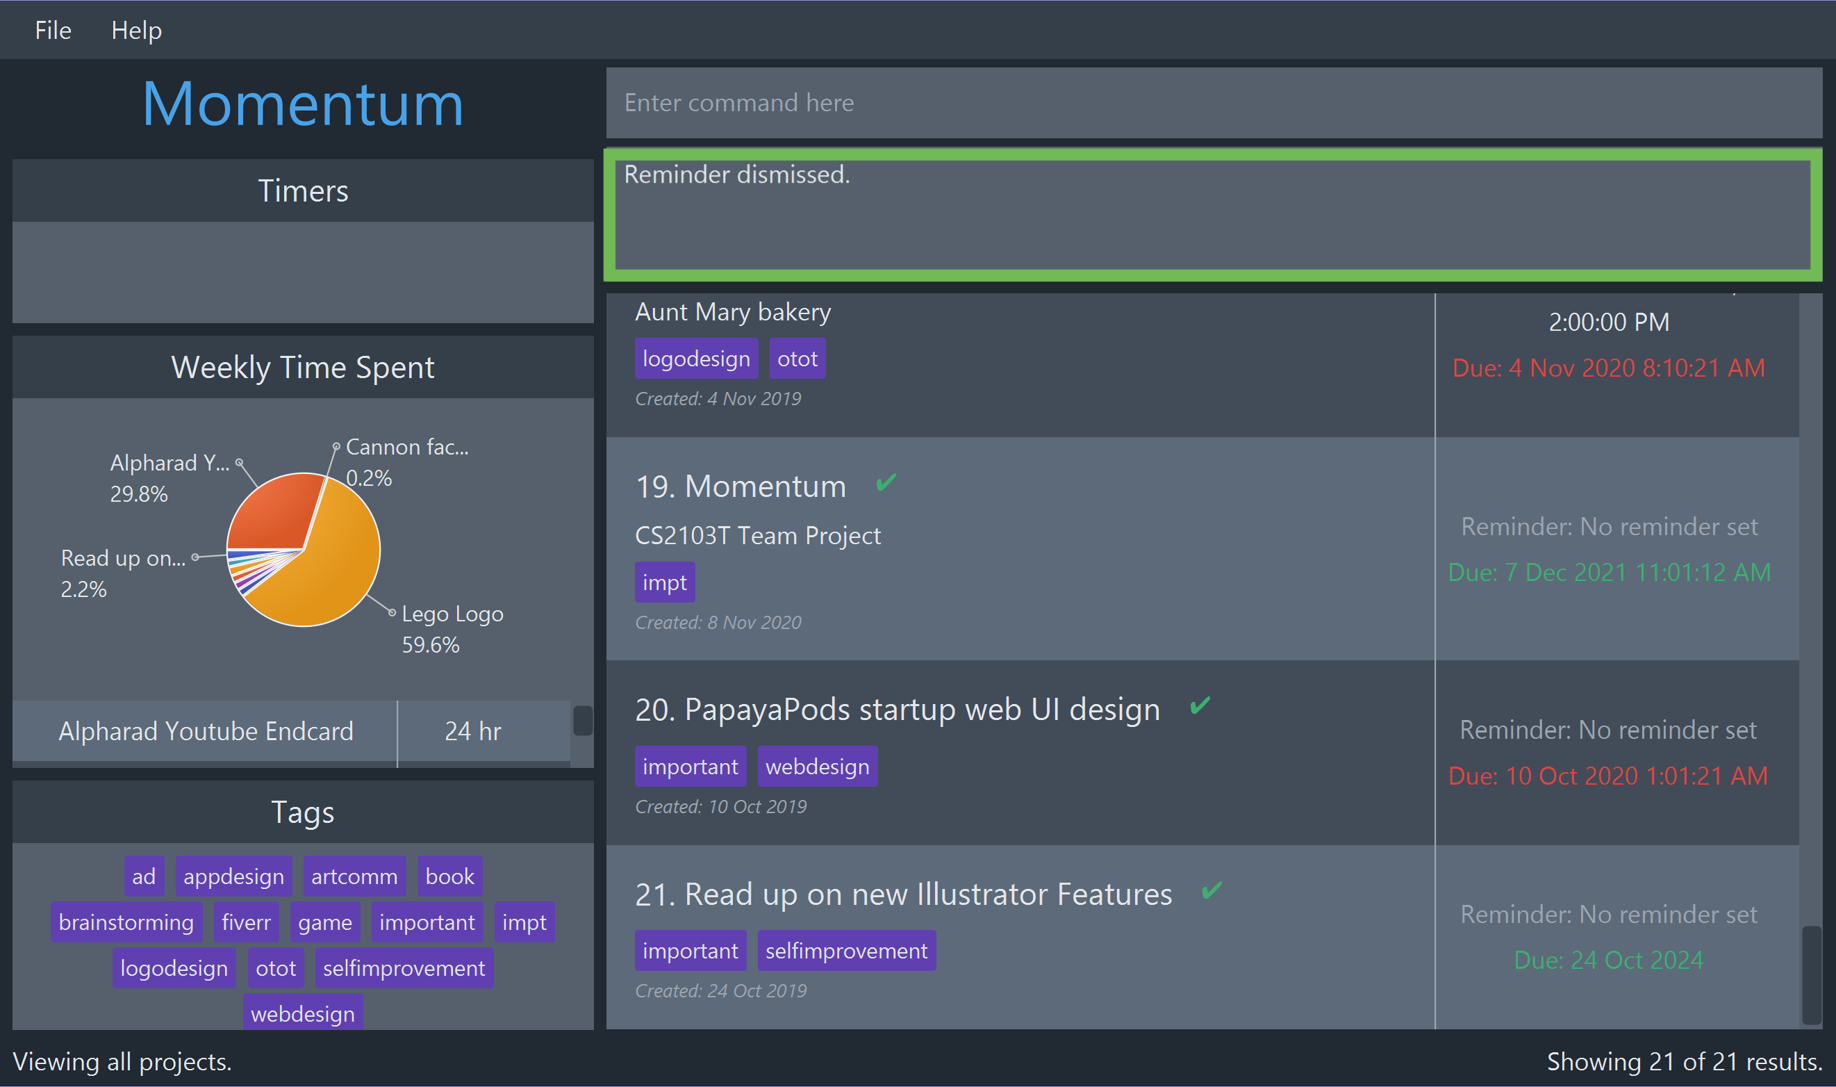 File Help
Momentum
Enter command here
Reminder dismissed.
Timers
Weekly Time Spent
Alpharad Y...
29.8%
Cannon fac...
0.2%
Read up on...
2.2%
Lego Logo
59.6%
Alpharad Youtube Endcard 24 hr
Tags
ad appdesign artcomm book
brainstorming fiverr game important impt
logodesign otot selfimprovement
webdesign
Aunt Mary bakery
logodesign otot
Created: 4 Nov 2019
2:00:00 PM
Due: 4 Nov 2020 8:10:21 AM
19. Momentum ✔
CS2103T Team Project
impt
Created: 8 Nov 2020
Reminder: No reminder set
Due: 7 Dec 2021 11:01:12 AM
20. PapayaPods startup web UI design ✔
important webdesign
Created: 10 Oct 2019
Reminder: No reminder set
Due: 10 Oct 2020 1:01:21 AM
21. Read up on new Illustrator Features ✔
important selfimprovement
Created: 24 Oct 2019
Reminder: No reminder set
Due: 24 Oct 2024
Viewing all projects.
Showing 21 of 21 results.